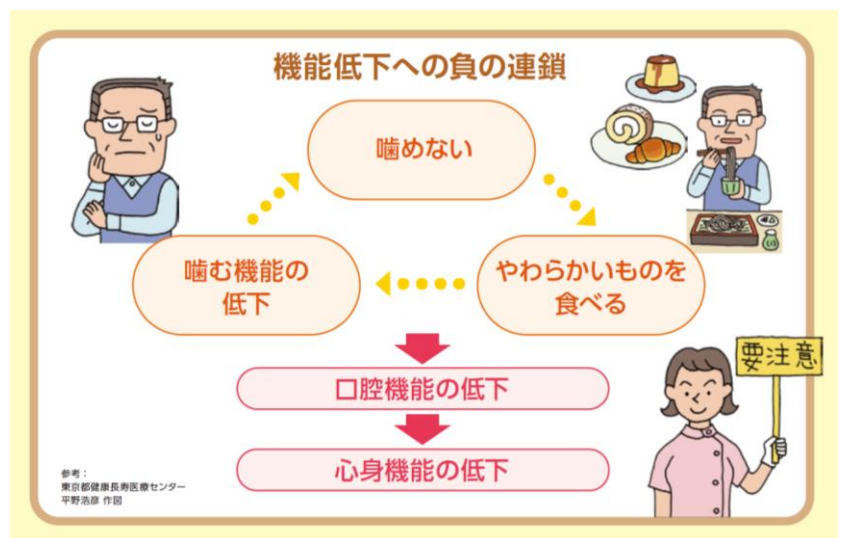 機能低下への負の連鎖
噛めない
噛む機能の
低下
やわらかいものを
食べる
口腔機能の低下
心身機能の低下
要注意
参考：
東京都健康長寿医療センター
平野浩彦 作図